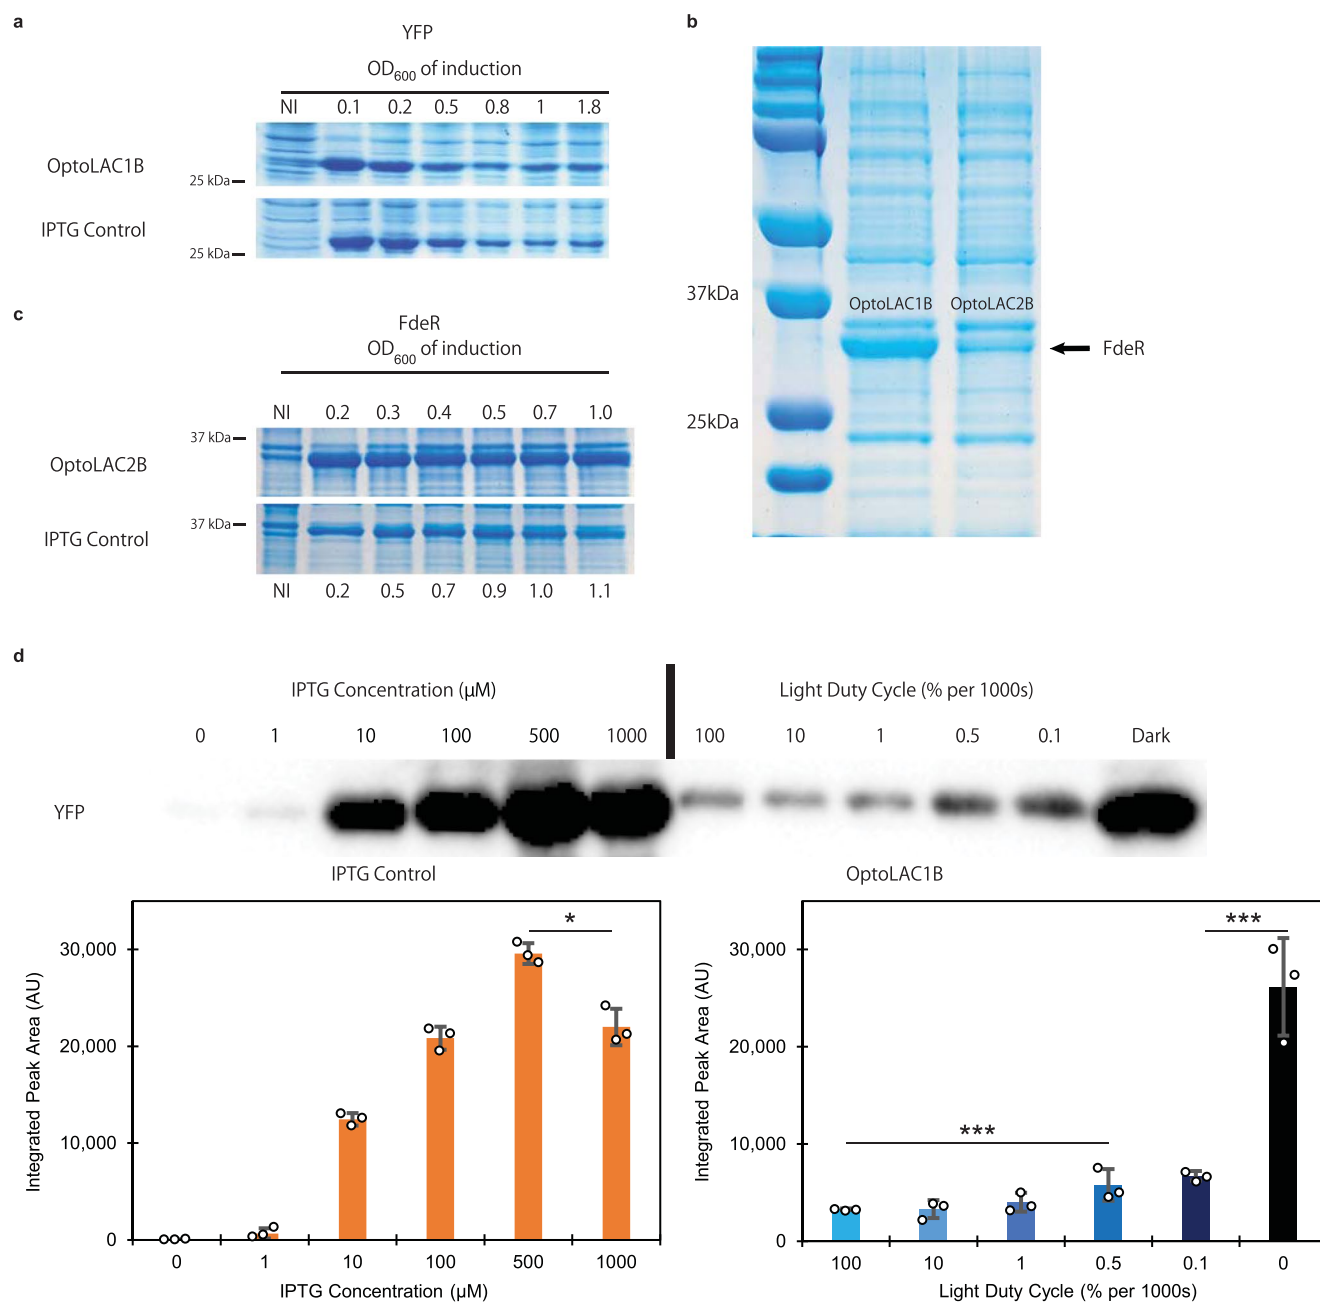 a
YFP
OD600 of induction
NI 0.1 0.2 0.5 0.8 1 1.8
OptoLAC1B
25 kDa
IPTG Control
25 kDa
b
37kDa
OptoLAC1B OptoLAC2B
FdeR
25kDa
c
FdeR
OD600 of induction
NI 0.2 0.3 0.4 0.5 0.7 1.0
37 kDa
OptoLAC2B
37 kDa
IPTG Control
NI 0.2 0.5 0.7 0.9 1.0 1.1
d
IPTG Concentration (µM) Light Duty Cycle (% per 1000s)
0 1 10 100 500 1000 100 10 1 0.5 0.1 Dark
YFP
IPTG Control
*
30,000
20,000
10,000
0
Integrated Peak Area (AU)
0 1 10 100 500 1000
IPTG Concentration (µM)
OptoLAC1B
***
30,000
20,000
***
10,000
0
Integrated Peak Area (AU)
100 10 1 0.5 0.1 0
Light Duty Cycle (% per 1000s)